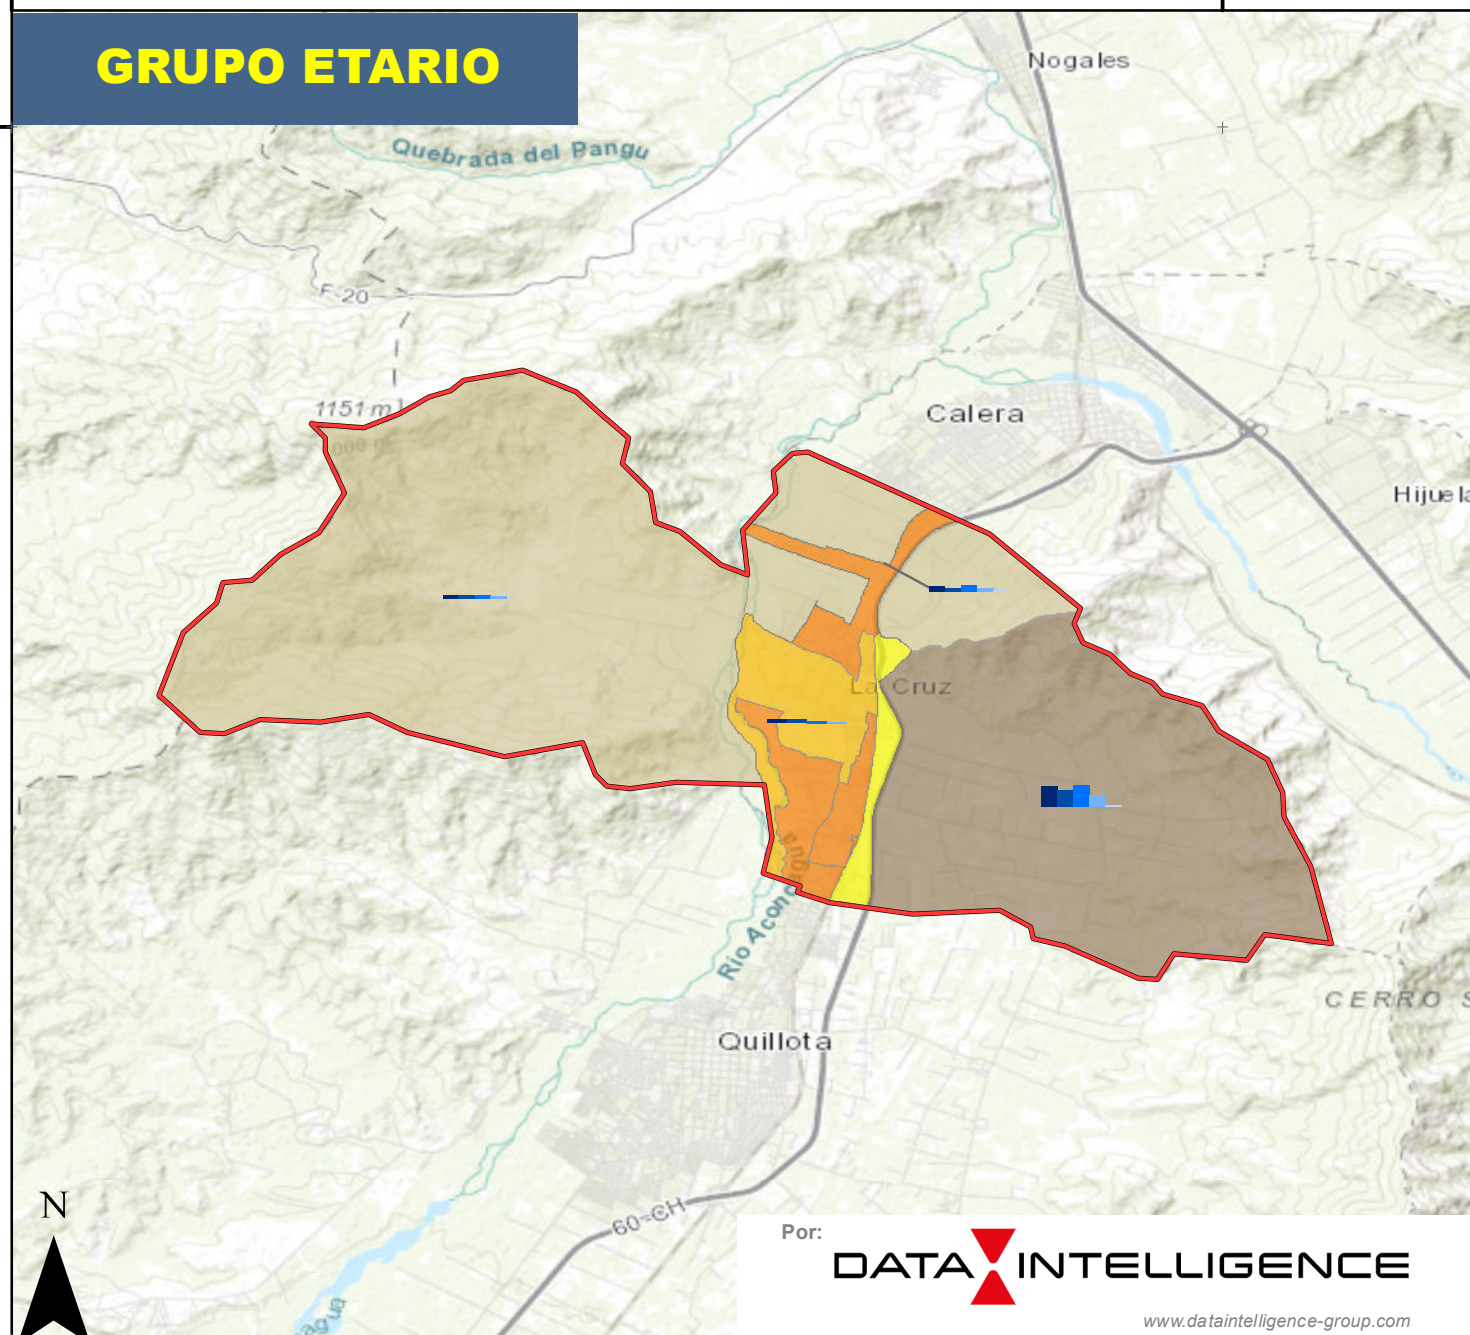 GRUPO ETARIO
Nogales
Quebrada del Pangu
F-20
1151 m
Calera
Hijuela
La Cruz
Río Aconcagua
CERRO S
Quillota
60-CH
N
Por:
DATA INTELLIGENCE
www.dataintelligence-group.com